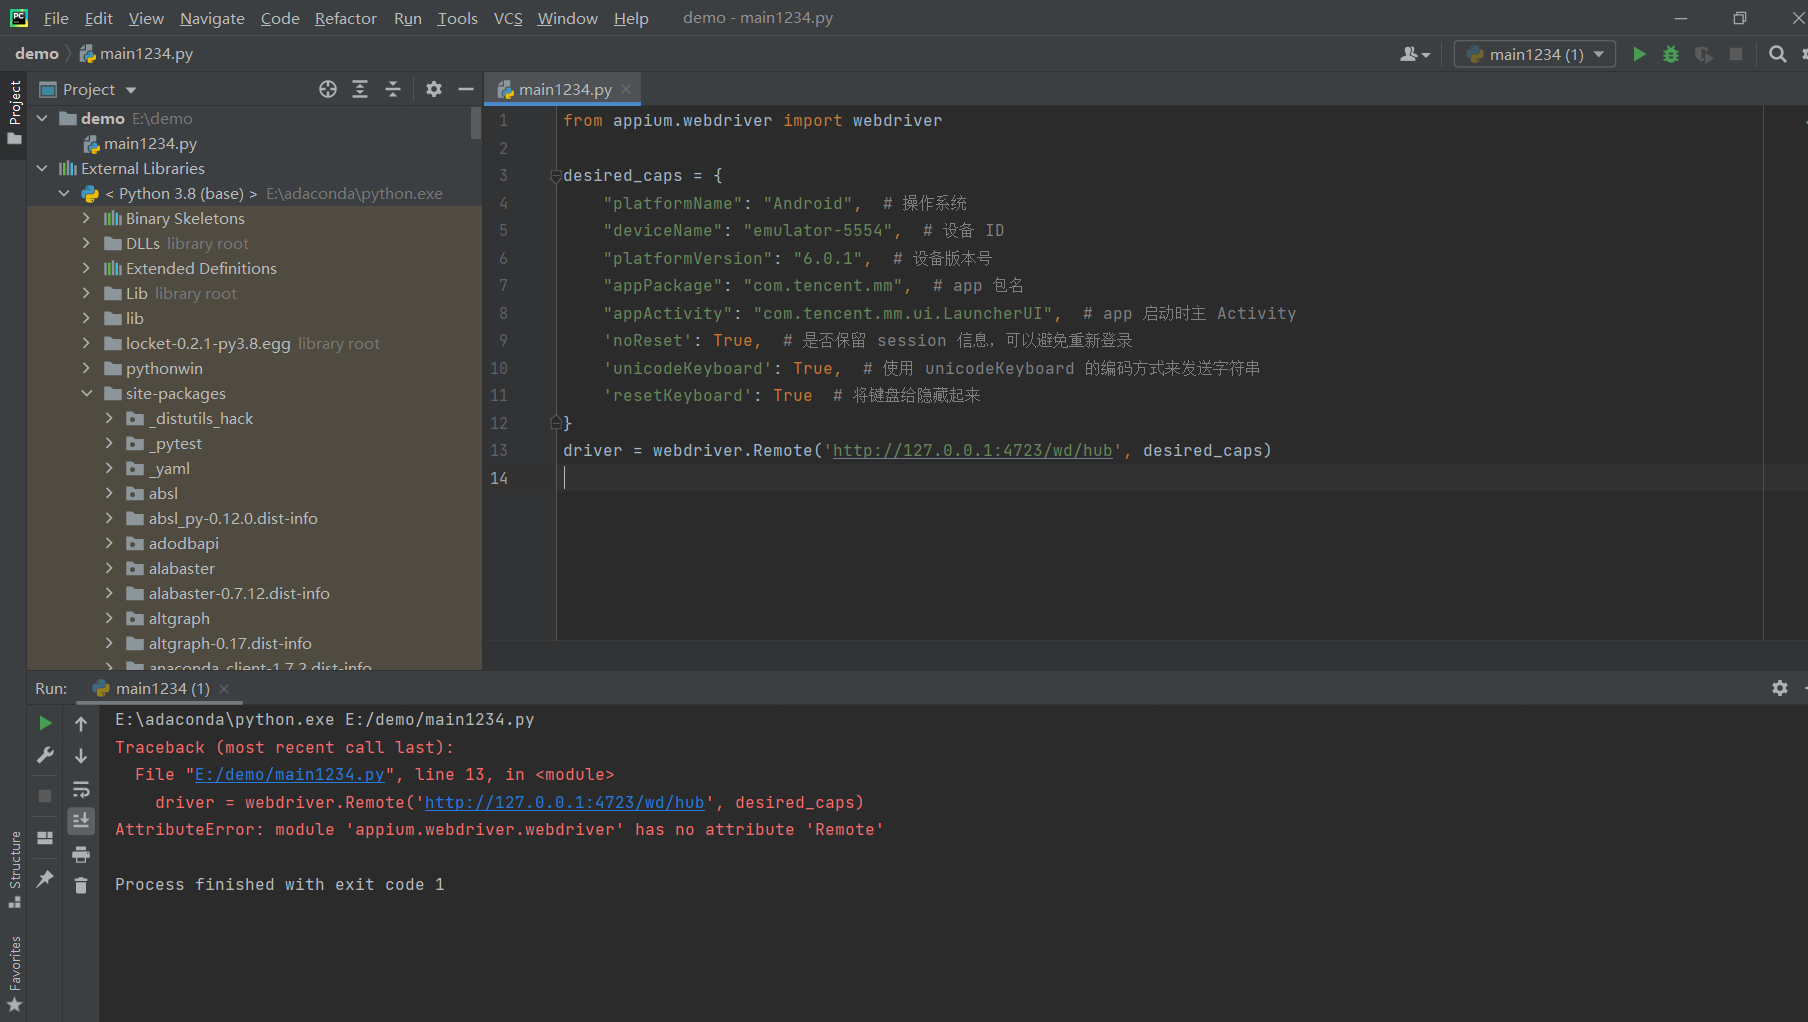 File Edit View Navigate Code Refactor Run Tools VCS Window Help demo - main1234.py
demo main1234.py
main1234 (1)
Project
Project
main1234.py
demo E:\demo
main1234.py
External Libraries
< Python 3.8 (base) > E:\adaconda\python.exe
Binary Skeletons
DLLs library root
Extended Definitions
Lib library root
lib
locket-0.2.1-py3.8.egg library root
pythonwin
site-packages
_distutils_hack
_pytest
_yaml
absl
absl_py-0.12.0.dist-info
adodbapi
alabaster
alabaster-0.7.12.dist-info
altgraph
altgraph-0.17.dist-info
anaconda_client-1.7.2.dist-info
1 from appium.webdriver import webdriver
2
3 desired_caps = {
4 "platformName": "Android", # 操作系统
5 "deviceName": "emulator-5554", # 设备 ID
6 "platformVersion": "6.0.1", # 设备版本号
7 "appPackage": "com.tencent.mm", # app 包名
8 "appActivity": "com.tencent.mm.ui.LauncherUI", # app 启动时主 Activity
9 'noReset': True, # 是否保留 session 信息，可以避免重新登录
10 'unicodeKeyboard': True, # 使用 unicodeKeyboard 的编码方式来发送字符串
11 'resetKeyboard': True # 将键盘给隐藏起来
12 }
13 driver = webdriver.Remote('http://127.0.0.1:4723/wd/hub', desired_caps)
14
Run: main1234 (1)
E:\adaconda\python.exe E:/demo/main1234.py
Traceback (most recent call last):
File "E:/demo/main1234.py", line 13, in <module>
driver = webdriver.Remote('http://127.0.0.1:4723/wd/hub', desired_caps)
AttributeError: module 'appium.webdriver.webdriver' has no attribute 'Remote'
Process finished with exit code 1
Structure
Favorites